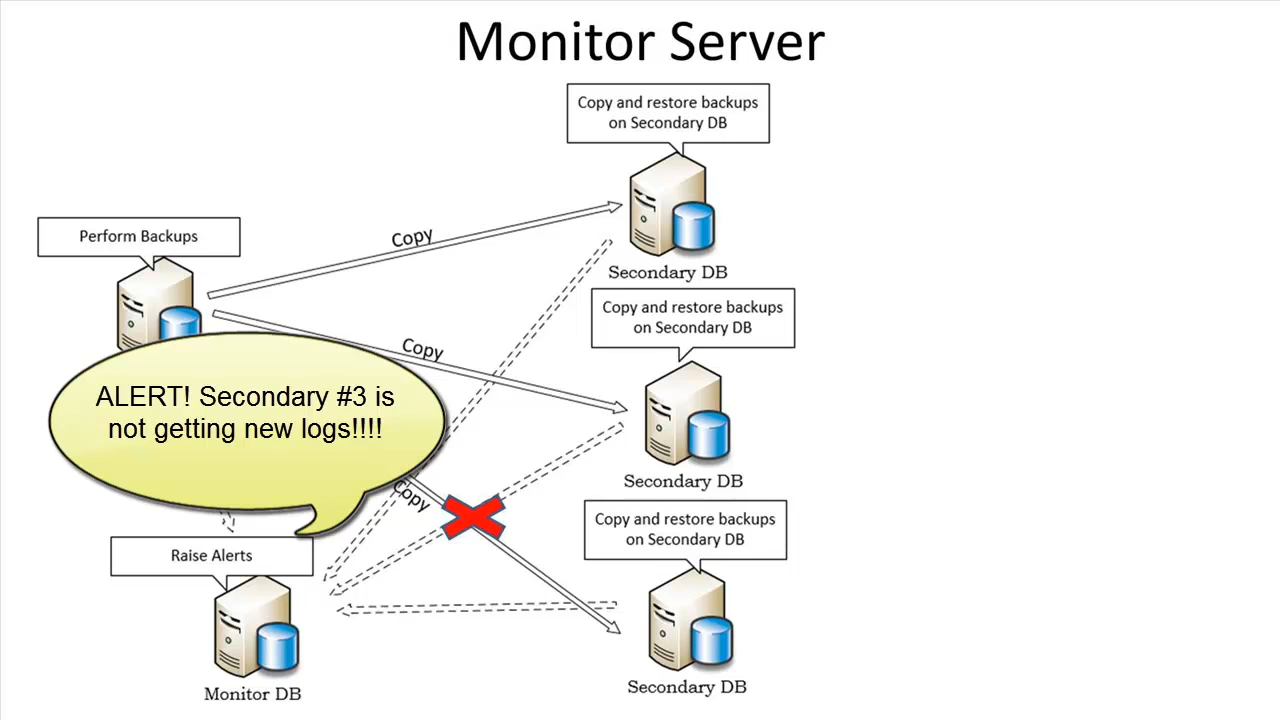 Monitor Server
Copy and restore backups
on Secondary DB
Perform Backups
Copy
Secondary DB
Copy and restore backups
on Secondary DB
Copy
ALERT! Secondary #3 is
not getting new logs!!!!
Secondary DB
Copy
Copy and restore backups
on Secondary DB
Raise Alerts
Monitor DB
Secondary DB